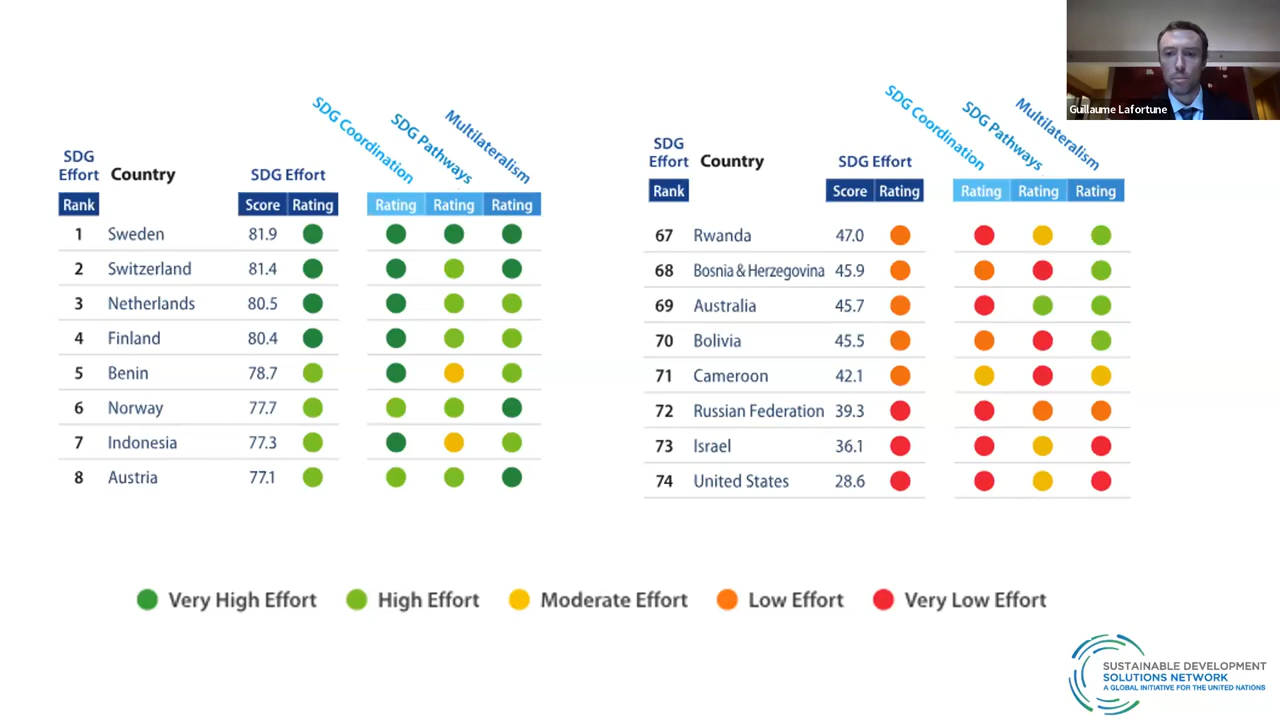 Guillaume Lafortune
SDG Coordination
SDG Pathways
Multilateralism
SDG
Effort
Country
SDG Effort
Rank
Score
Rating
Rating
Rating
Rating
1 Sweden 81.9
2 Switzerland 81.4
3 Netherlands 80.5
4 Finland 80.4
5 Benin 78.7
6 Norway 77.7
7 Indonesia 77.3
8 Austria 77.1
SDG Coordination
SDG Pathways
Multilateralism
SDG
Effort
Country
SDG Effort
Rank
Score
Rating
Rating
Rating
Rating
67 Rwanda 47.0
68 Bosnia & Herzegovina 45.9
69 Australia 45.7
70 Bolivia 45.5
71 Cameroon 42.1
72 Russian Federation 39.3
73 Israel 36.1
74 United States 28.6
Very High Effort
High Effort
Moderate Effort
Low Effort
Very Low Effort
SUSTAINABLE DEVELOPMENT
SOLUTIONS NETWORK
A GLOBAL INITIATIVE FOR THE UNITED NATIONS